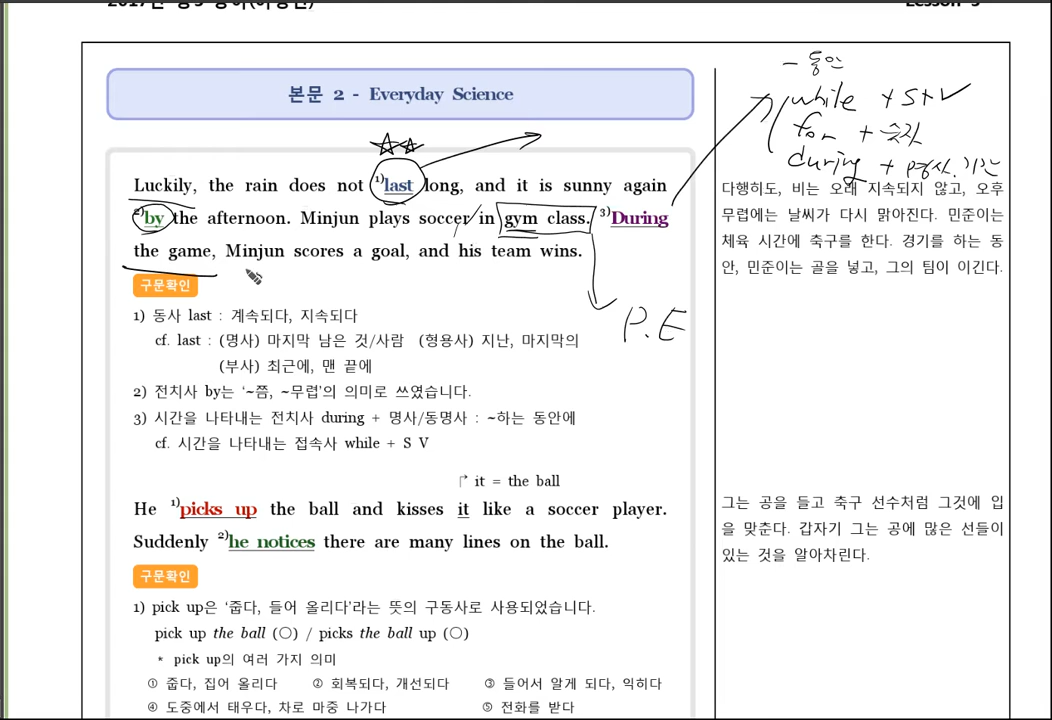 Lesson 5
- 동안
while + S + V
for + 숫자
during + 명사. 기간
본문 2 - Everyday Science
Luckily, the rain does not 1)last long, and it is sunny again
2)by the afternoon. Minjun plays soccer in gym class. 3)During
the game, Minjun scores a goal, and his team wins.
P.E
구문확인
1) 동사 last : 계속되다, 지속되다
cf. last : (명사) 마지막 남은 것/사람 (형용사) 지난, 마지막의
(부사) 최근에, 맨 끝에
2) 전치사 by는 ‘~쯤, ~무렵’의 의미로 쓰였습니다.
3) 시간을 나타내는 전치사 during + 명사/동명사 : ~하는 동안에
cf. 시간을 나타내는 접속사 while + S V
it = the ball
He 1)picks up the ball and kisses it like a soccer player.
Suddenly 2)he notices there are many lines on the ball.
구문확인
1) pick up은 ‘줍다, 들어 올리다’라는 뜻의 구동사로 사용되었습니다.
pick up the ball (○) / picks the ball up (○)
* pick up의 여러 가지 의미
① 줍다, 집어 올리다 ② 회복되다, 개선되다 ③ 들어서 알게 되다, 익히다
④ 도중에서 태우다, 차로 마중 나가다 ⑤ 전화를 받다
다행히도, 비는 오래 지속되지 않고, 오후
무렵에는 날씨가 다시 맑아진다. 민준이는
체육 시간에 축구를 한다. 경기를 하는 동
안, 민준이는 골을 넣고, 그의 팀이 이긴다.
그는 공을 들고 축구 선수처럼 그것에 입
을 맞춘다. 갑자기 그는 공에 많은 선들이
있는 것을 알아차린다.